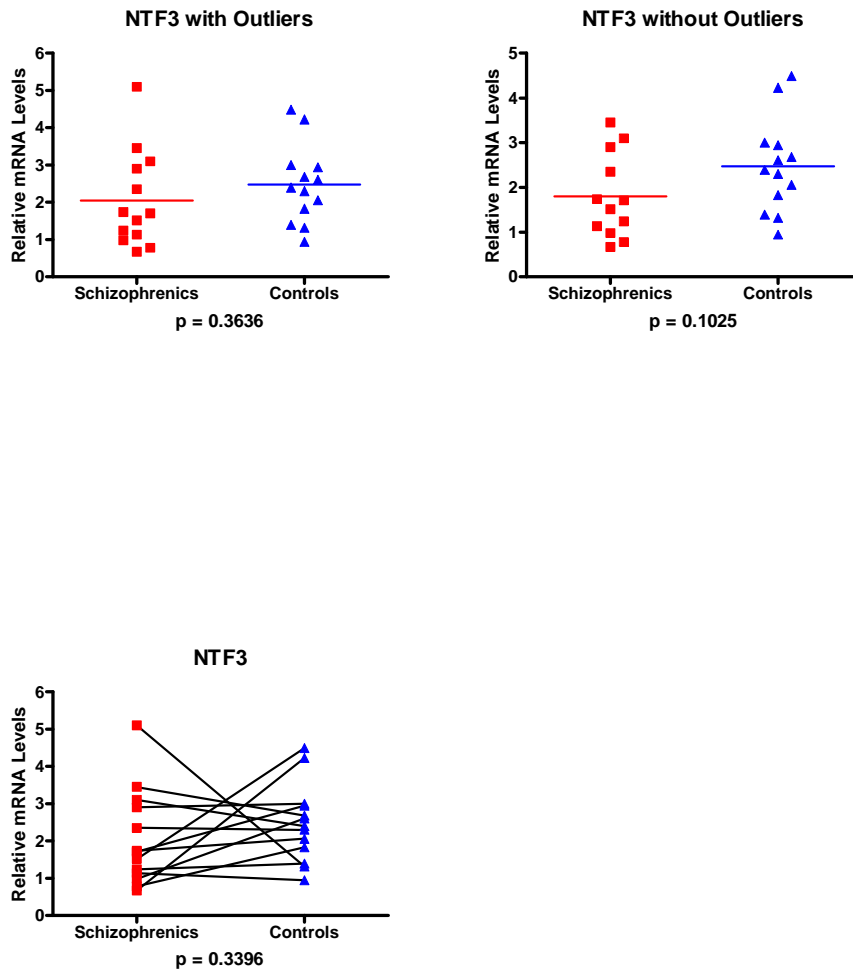 NTF3 with Outliers
Relative mRNA Levels
6
5
4
3
2
1
0
Schizophrenics Controls
p = 0.3636
NTF3 without Outliers
Relative mRNA Levels
5
4
3
2
1
0
Schizophrenics Controls
p = 0.1025
NTF3
Relative mRNA Levels
6
5
4
3
2
1
0
Schizophrenics Controls
p = 0.3396